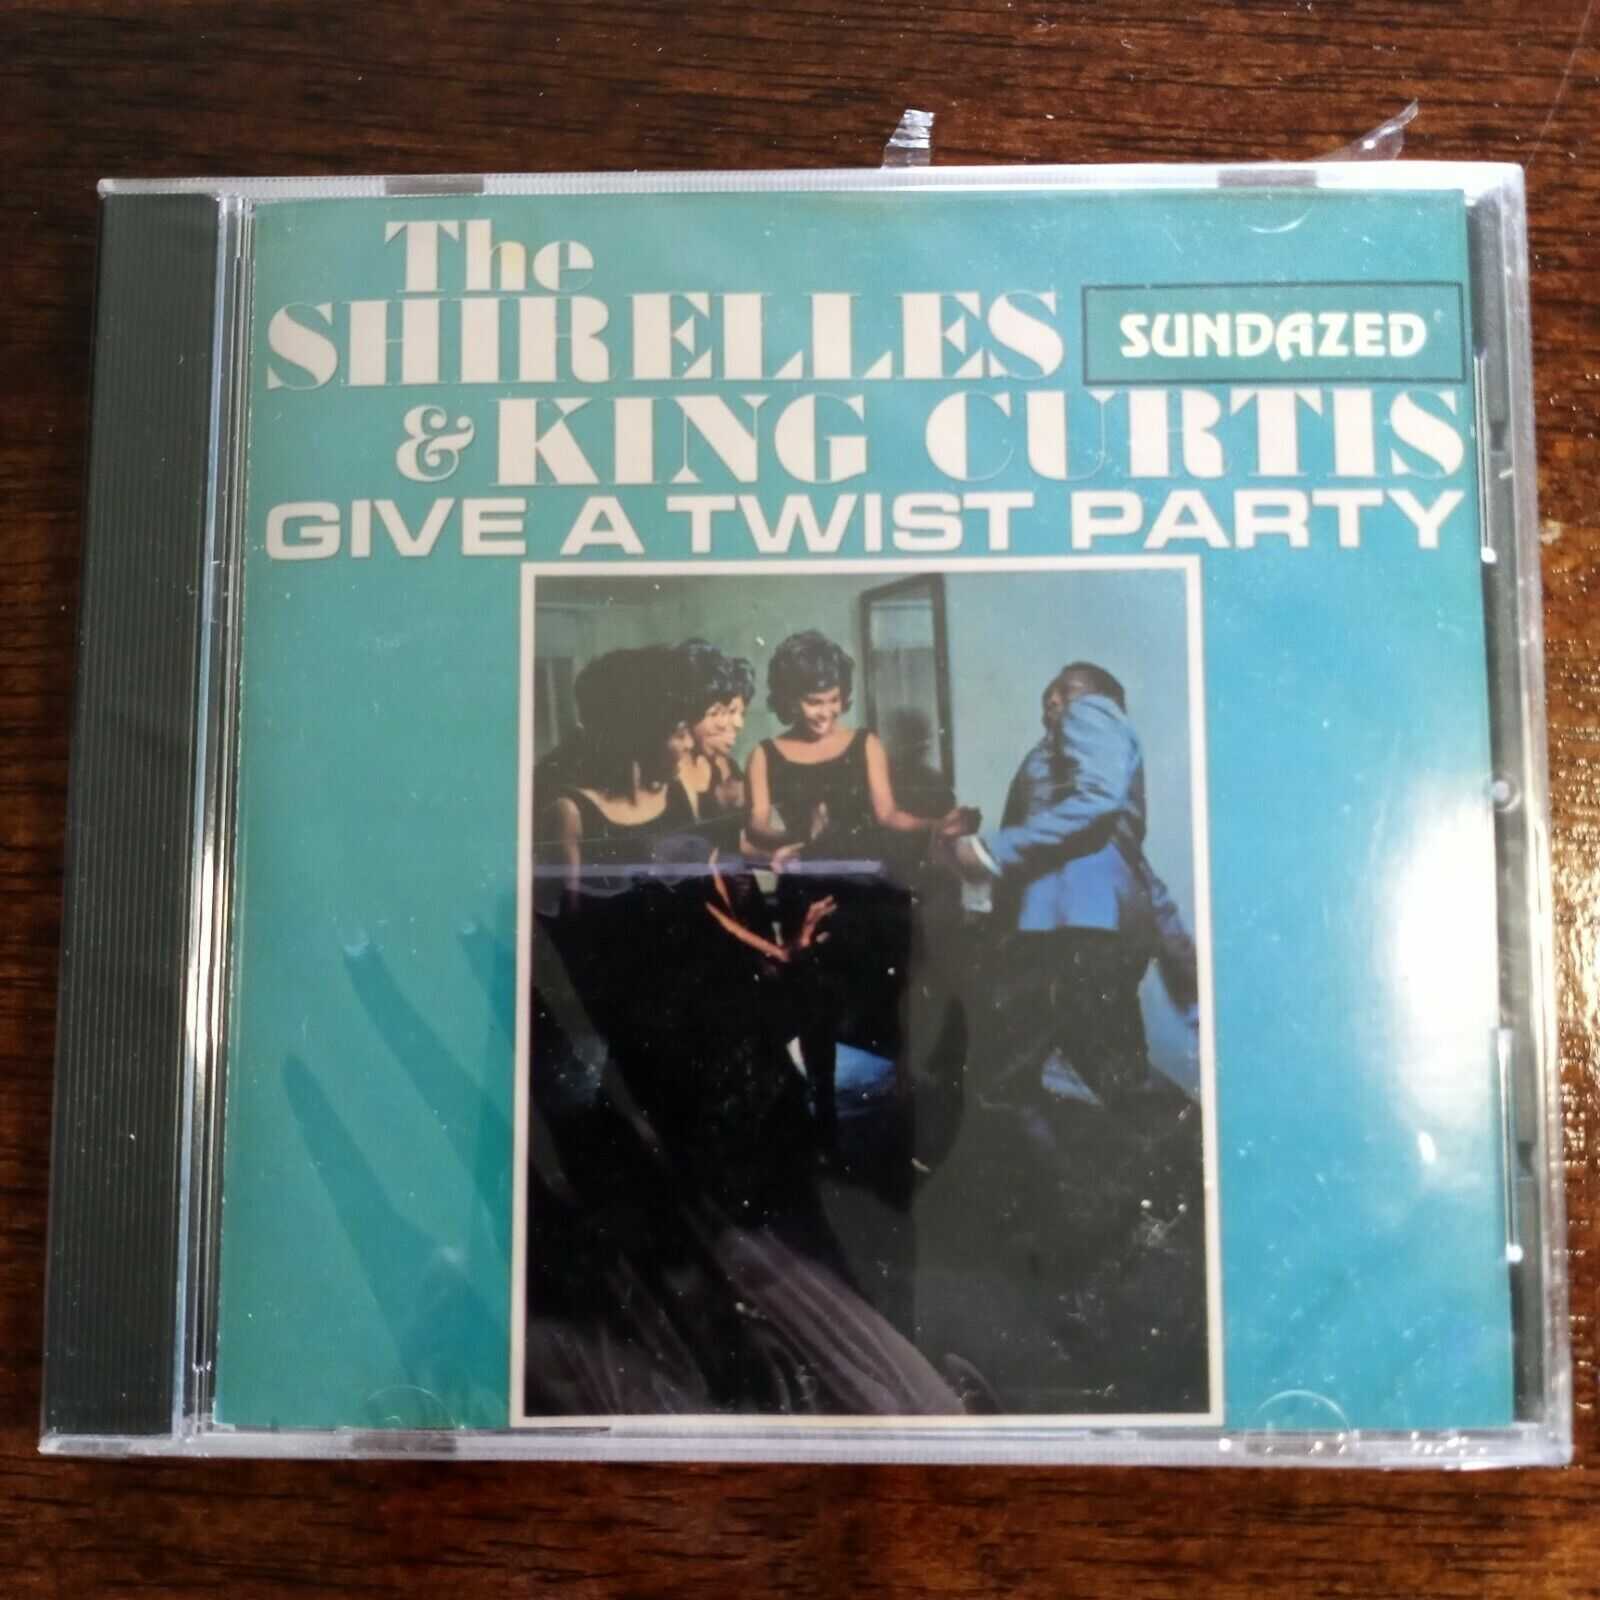 The
SHIRELLES
SUNDAZED
& KING CURTIS
GIVE A TWIST PARTY